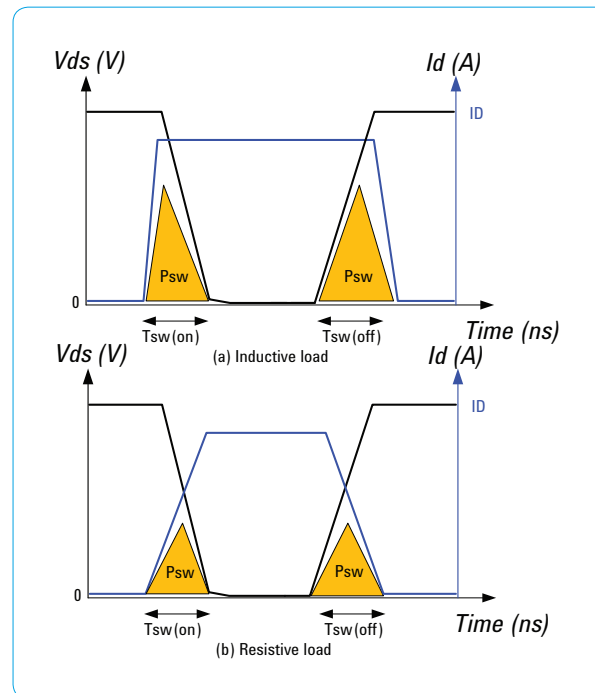 Vds (V)
Id (A)
ID
Psw
Psw
0
Tsw(on)
Tsw(off)
Time (ns)
(a) Inductive load
Vds (V)
Id (A)
ID
Psw
Psw
0
Tsw(on)
Tsw(off)
Time (ns)
(b) Resistive load